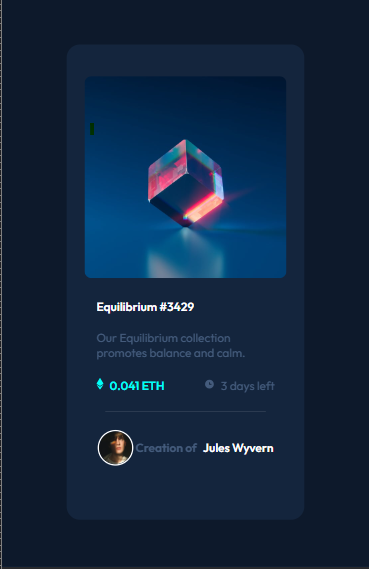 Equilibrium #3429
Our Equilibrium collection
promotes balance and calm.
0.041 ETH 3 days left
Creation of Jules Wyvern